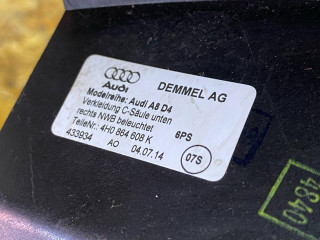 Audi
DEMMEL AG
Modelreihe: Audi A8 D4
Verkleidung C-Säule unten
rechts NWB beleuchtet
TeileNr.: 4H0 864 608 K
6PS
433934 AO 04.07.14
07S
4840